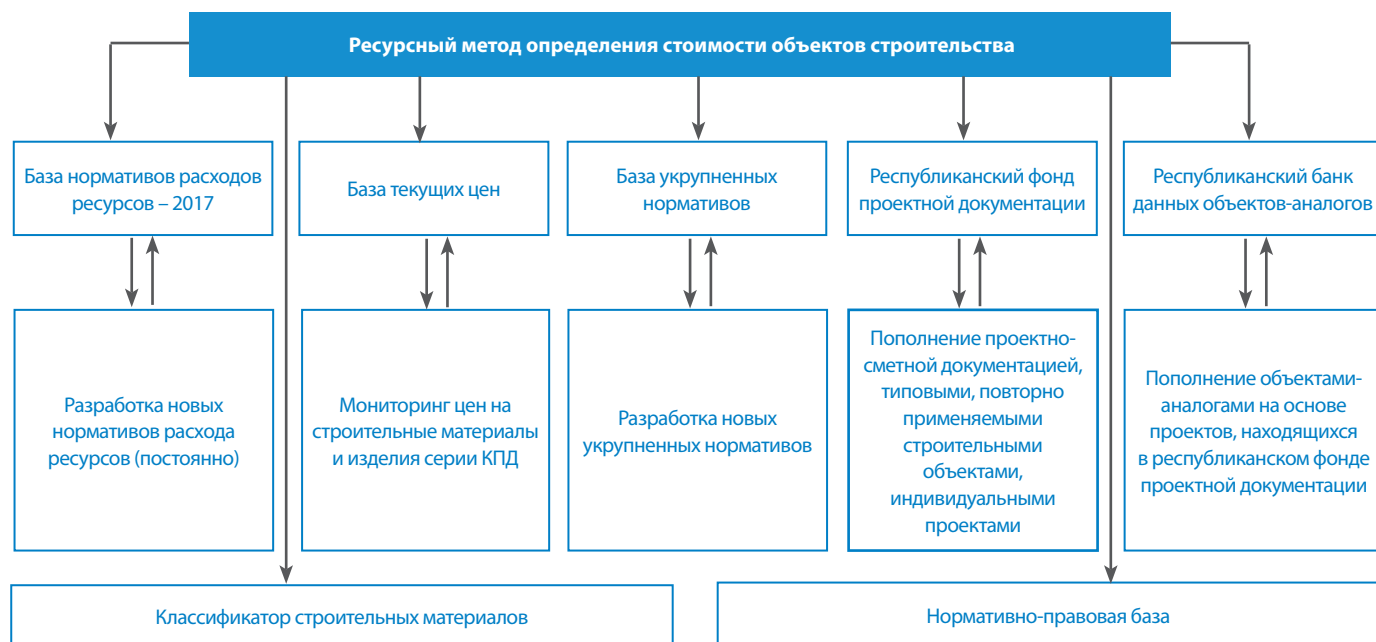 Ресурсный метод определения стоимости объектов строительства
База нормативов расходов
ресурсов – 2017
База текущих цен
База укрупненных
нормативов
Республиканский фонд
проектной документации
Республиканский банк
данных объектов-аналогов
Разработка новых
нормативов расхода
ресурсов (постоянно)
Мониторинг цен на
строительные материалы
и изделия серии КПД
Разработка новых
укрупненных нормативов
Пополнение проектно-
сметной документацией,
типовыми, повторно
применяемыми
строительными
объектами,
индивидуальными
проектами
Пополнение объектами-
аналогами на основе
проектов, находящихся
в республиканском фонде
проектной документации
Классификатор строительных материалов
Нормативно-правовая база